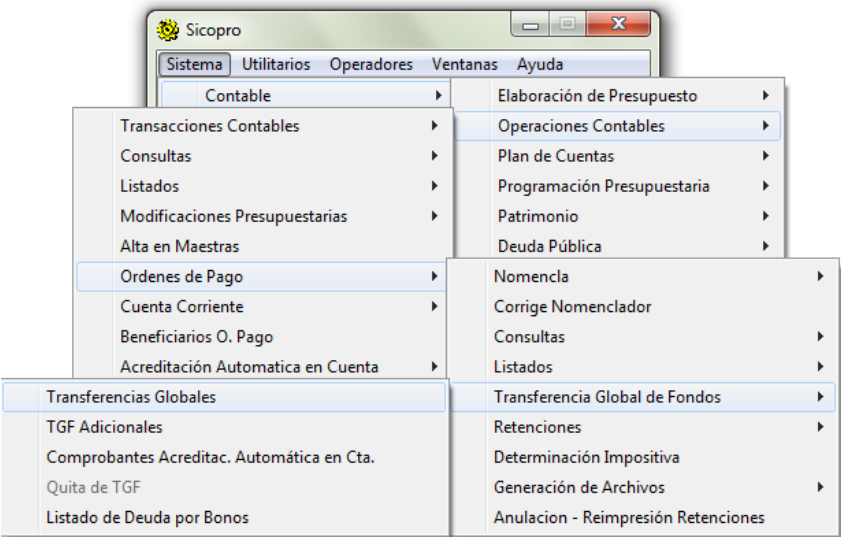 Sicopro
Sistema Utilitarios Operadores Ventanas Ayuda
Contable
Elaboración de Presupuesto
Operaciones Contables
Plan de Cuentas
Programación Presupuestaria
Patrimonio
Deuda Pública
Transacciones Contables
Consultas
Listados
Modificaciones Presupuestarias
Alta en Maestras
Ordenes de Pago
Cuenta Corriente
Beneficiarios O. Pago
Acreditación Automatica en Cuenta
Nomencla
Corrige Nomenclador
Consultas
Listados
Transferencia Global de Fondos
Retenciones
Determinación Impositiva
Generación de Archivos
Anulacion - Reimpresión Retenciones
Transferencias Globales
TGF Adicionales
Comprobantes Acreditac. Automática en Cta.
Quita de TGF
Listado de Deuda por Bonos